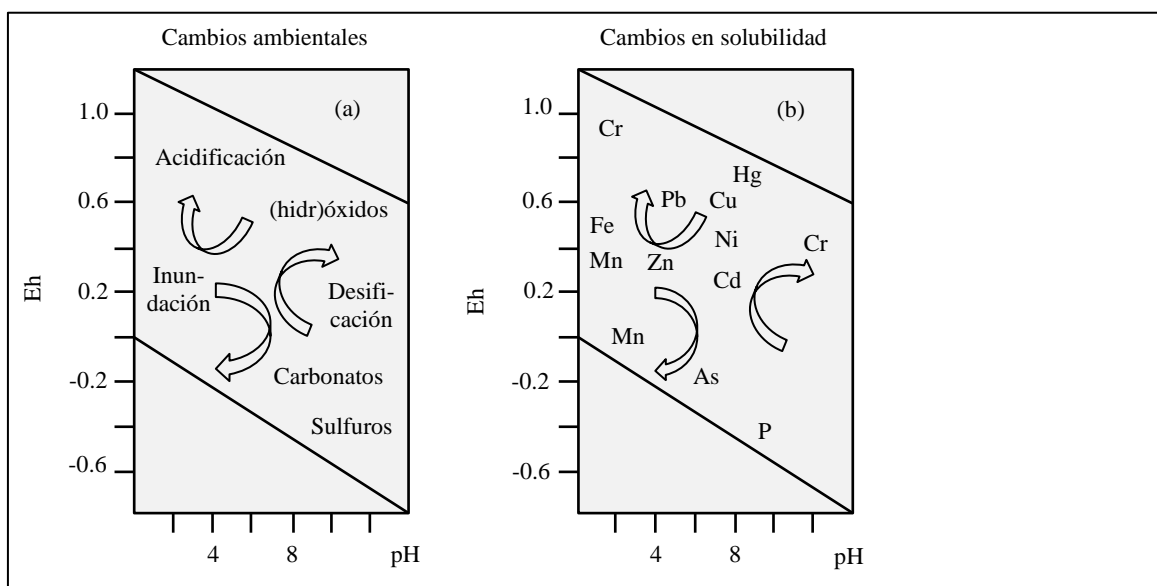 Cambios ambientales
(a)
1.0
0.6
0.2
-0.2
-0.6
Eh
Acidificación
(hidr)óxidos
Inun-
dación
Desifi-
cación
Carbonatos
Sulfuros
4
8
pH
Cambios en solubilidad
(b)
1.0
0.6
0.2
-0.2
-0.6
Eh
Cr
Hg
Pb
Cu
Fe
Ni
Cr
Mn
Zn
Cd
Mn
As
P
4
8
pH